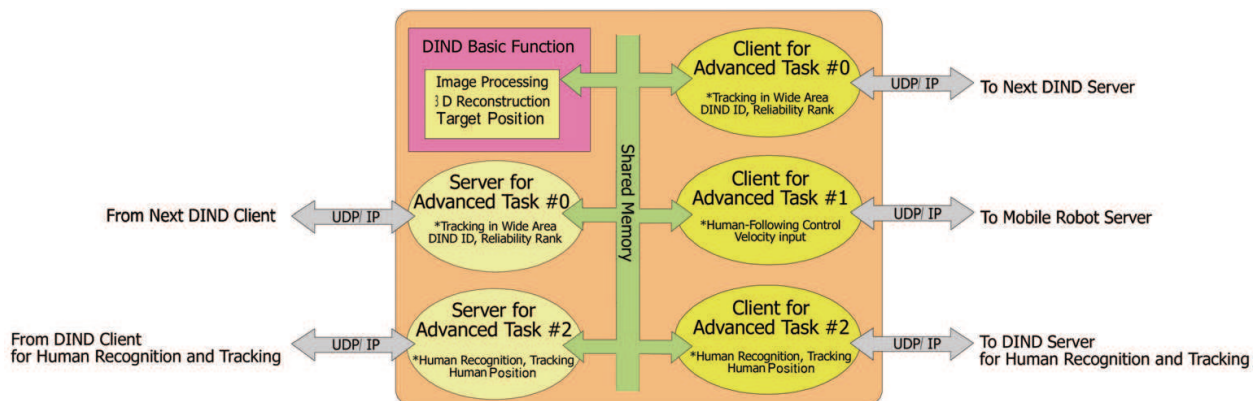 DIND Basic Function
Image Processing
3D Reconstruction
Target Position
Client for
Advanced Task #0
*Tracking in Wide Area
DIND ID, Reliability Rank
UDP/ IP
To Next DIND Server
Shared Memory
From Next DIND Client
UDP/ IP
Server for
Advanced Task #0
*Tracking in Wide Area
DIND ID, Reliability Rank
Client for
Advanced Task #1
*Human-Following Control
Velocity input
UDP/ IP
To Mobile Robot Server
From DIND Client
for Human Recognition and Tracking
UDP/ IP
Server for
Advanced Task #2
*Human Recognition, Tracking
Human Position
Client for
Advanced Task #2
*Human Recognition, Tracking
Human Position
UDP/ IP
To DIND Server
for Human Recognition and Tracking